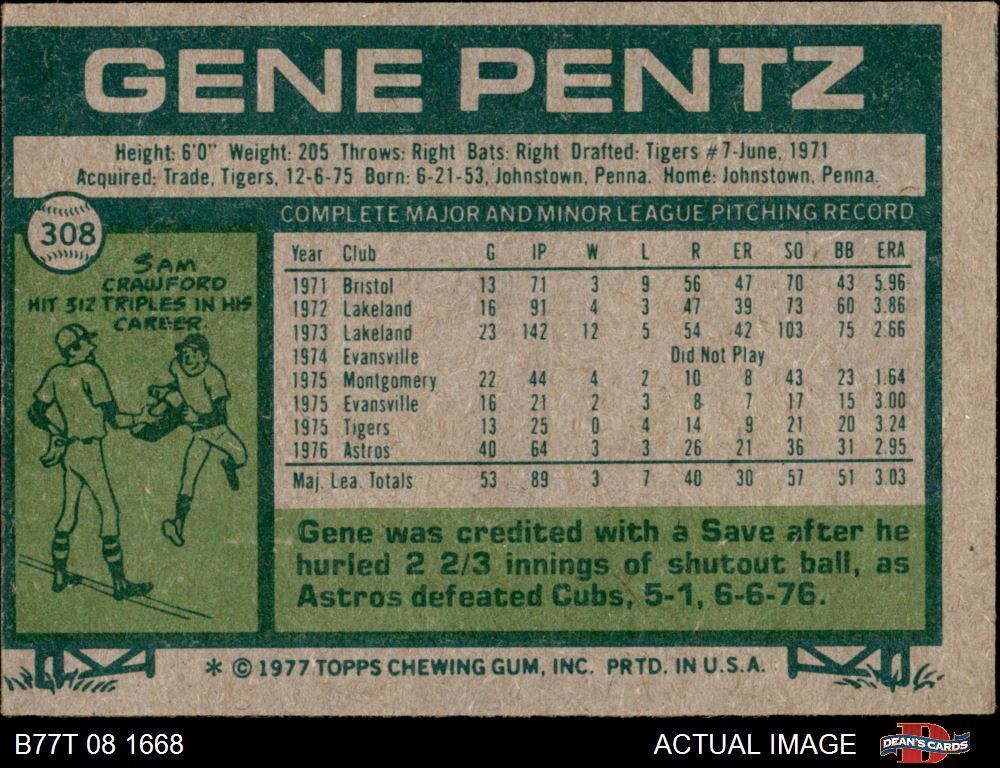 GENE PENTZ
Height: 6'0" Weight: 205 Throws: Right Bats: Right Drafted: Tigers #7-June, 1971
Acquired: Trade, Tigers, 12-6-75 Born: 6-21-53, Johnstown, Penna. Home: Johnstown, Penna.
308
SAM
CRAWFORD
HIT 312 TRIPLES IN HIS
CAREER
COMPLETE MAJOR AND MINOR LEAGUE PITCHING RECORD
Year Club G IP W L R ER SO BB ERA
1971 Bristol 13 71 3 9 56 47 70 43 5.96
1972 Lakeland 16 91 4 3 47 39 73 60 3.86
1973 Lakeland 23 142 12 5 54 42 103 75 2.66
1974 Evansville Did Not Play
1975 Montgomery 22 44 4 2 10 8 43 23 1.64
1975 Evansville 16 21 2 3 8 7 17 15 3.00
1975 Tigers 13 25 0 4 14 9 21 20 3.24
1976 Astros 40 64 3 3 26 21 36 31 2.95
Maj. Lea. Totals 53 89 3 7 40 30 57 51 3.03
Gene was credited with a Save after he
hurled 2 2/3 innings of shutout ball, as
Astros defeated Cubs, 5-1, 6-6-76.
* © 1977 TOPPS CHEWING GUM, INC. PRTD. IN U.S.A.
B77T 08 1668
ACTUAL IMAGE
D
DEAN'S CARDS